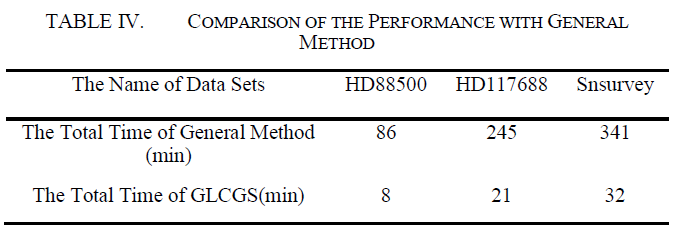 TABLE IV. COMPARISON OF THE PERFORMANCE WITH GENERAL
METHOD
The Name of Data Sets HD88500 HD117688 Snsurvey
The Total Time of General Method
(min) 86 245 341
The Total Time of GLCGS(min) 8 21 32